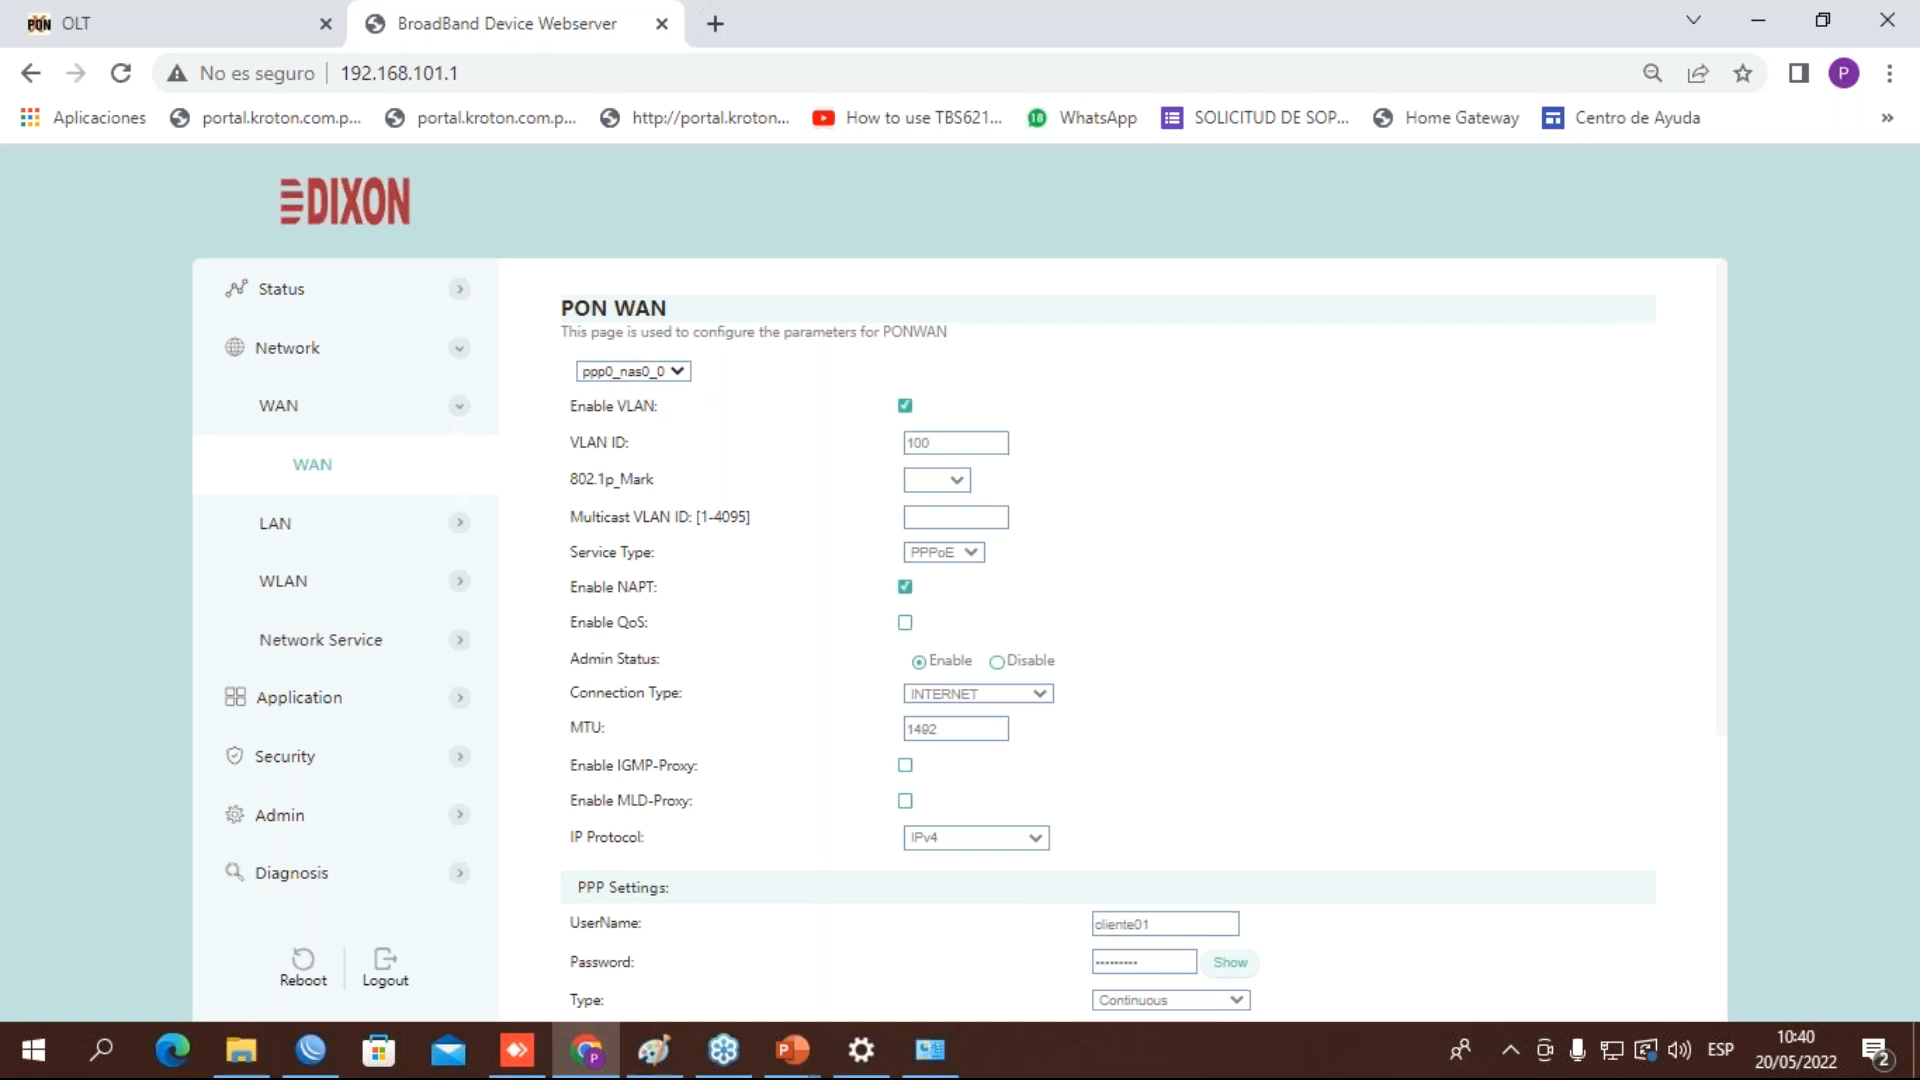 PON OLT
BroadBand Device Webserver
No es seguro 192.168.101.1
P
Aplicaciones portal.kroton.com.p... portal.kroton.com.p... http://portal.kroton... How to use TBS621... 18 WhatsApp SOLICITUD DE SOP... Home Gateway Centro de Ayuda »
DIXON
Status
Network
WAN
WAN
LAN
WLAN
Network Service
Application
Security
Admin
Diagnosis
Reboot Logout
PON WAN
This page is used to configure the parameters for PONWAN
ppp0_nas0_0
Enable VLAN:
VLAN ID: 100
802.1p_Mark
Multicast VLAN ID: [1-4095]
Service Type: PPPoE
Enable NAPT:
Enable QoS:
Admin Status: Enable Disable
Connection Type: INTERNET
MTU: 1492
Enable IGMP-Proxy:
Enable MLD-Proxy:
IP Protocol: IPv4
PPP Settings:
UserName: cliente01
Password: ••••••••• Show
Type: Continuous
P P ESP 10:40
20/05/2022 2